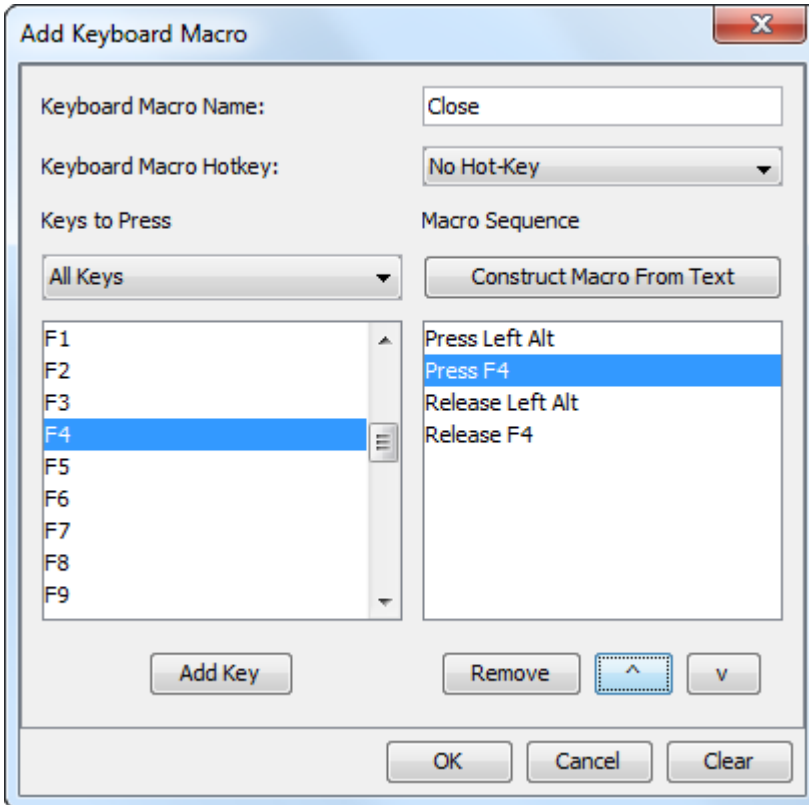 Add Keyboard Macro
Keyboard Macro Name:
Close
Keyboard Macro Hotkey:
No Hot-Key
Keys to Press
Macro Sequence
All Keys
Construct Macro From Text
F1
F2
F3
F4
F5
F6
F7
F8
F9
Press Left Alt
Press F4
Release Left Alt
Release F4
Add Key
Remove
^
v
OK
Cancel
Clear